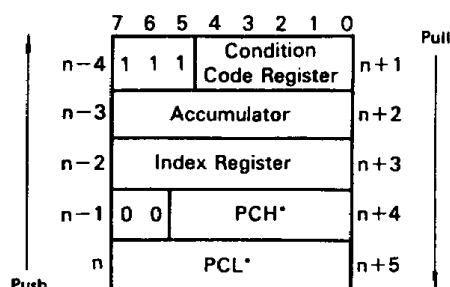 7 6 5 4 3 2 1 0
Pull
n-4 1 1 1 Condition Code Register n+1
n-3 Accumulator n+2
n-2 Index Register n+3
n-1 0 0 PCH* n+4
n PCL* n+5
Push